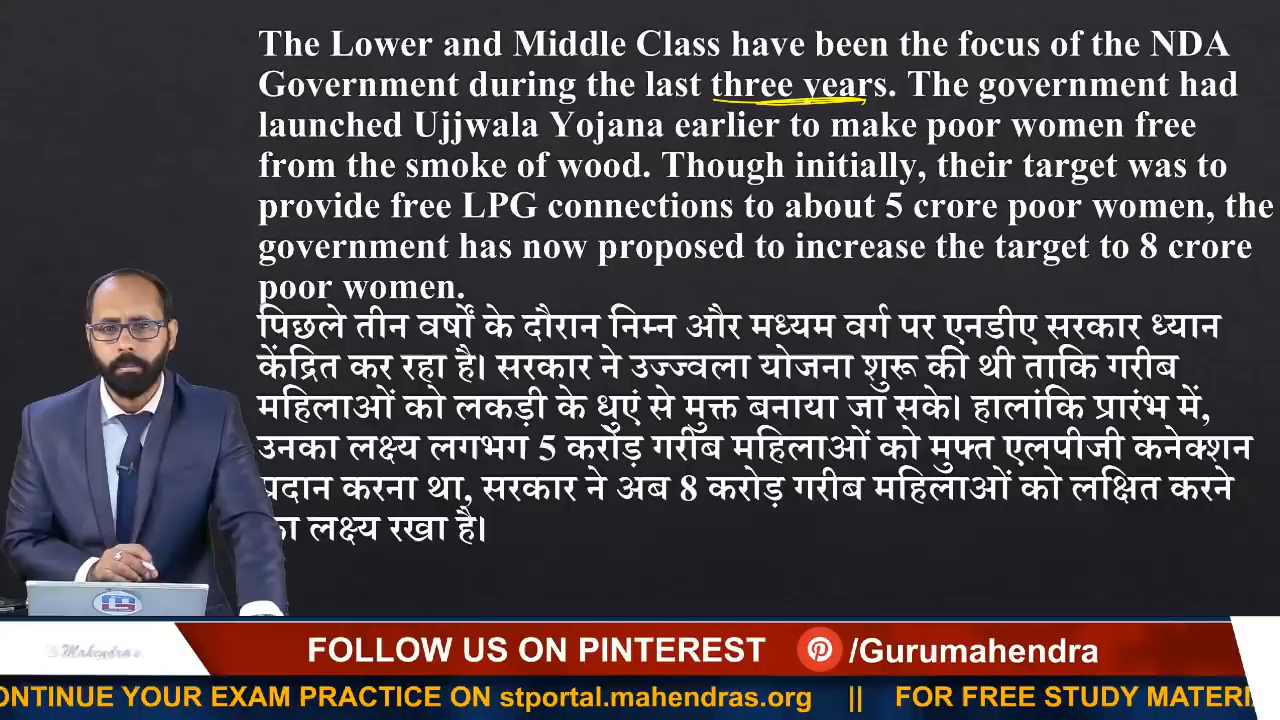 The Lower and Middle Class have been the focus of the NDA
Government during the last three years. The government had
launched Ujjwala Yojana earlier to make poor women free
from the smoke of wood. Though initially, their target was to
provide free LPG connections to about 5 crore poor women, the
government has now proposed to increase the target to 8 crore
poor women.
पिछले तीन वर्षों के दौरान निम्न और मध्यम वर्ग पर एनडीए सरकार ध्यान
केंद्रित कर रहा है। सरकार ने उज्ज्वला योजना शुरू की थी ताकि गरीब
महिलाओं को लकड़ी के धुएं से मुक्त बनाया जा सके। हालांकि प्रारंभ में,
उनका लक्ष्य लगभग 5 करोड़ गरीब महिलाओं को मुफ्त एलपीजी कनेक्शन
प्रदान करना था, सरकार ने अब 8 करोड़ गरीब महिलाओं को लक्षित करने
का लक्ष्य रखा है।
Mahendra's
FOLLOW US ON PINTEREST /Gurumahendra
ONTINUE YOUR EXAM PRACTICE ON stportal.mahendras.org || FOR FREE STUDY MATERI